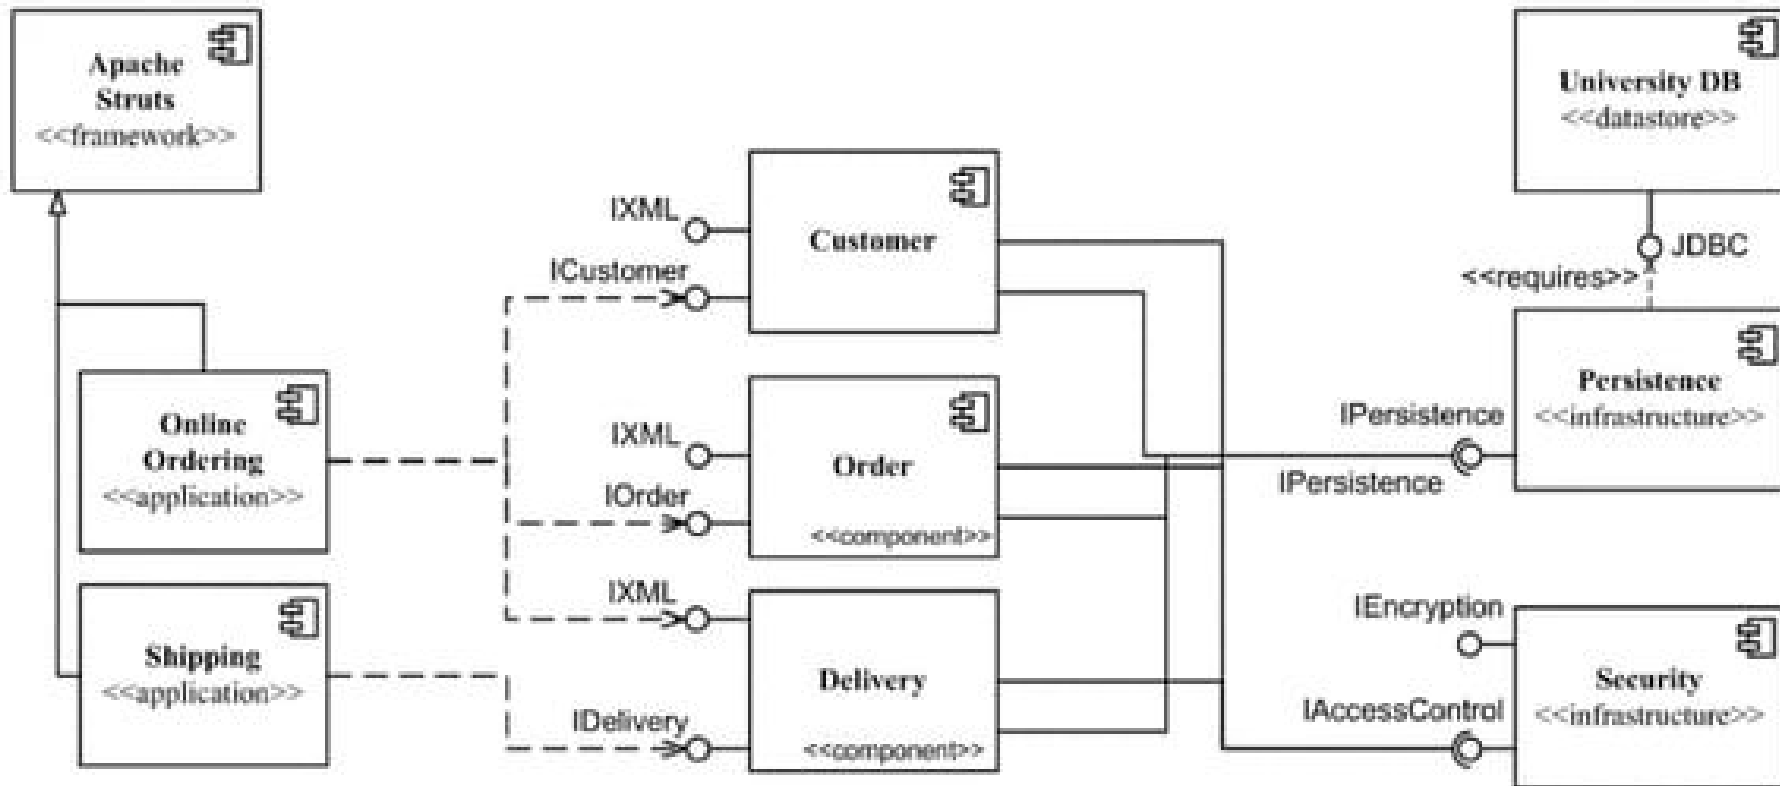 Apache
Struts
<<framework>>
University DB
<<datastore>>
IXML
Customer
ICustomer
JDBC
<<requires>>
Online
Ordering
<<application>>
IXML
Order
IOrder
<<component>>
IPersistence
Persistence
<<infrastructure>>
IPersistence
Shipping
<<application>>
IXML
Delivery
IDelivery
<<component>>
IEncryption
Security
<<infrastructure>>
IAccessControl